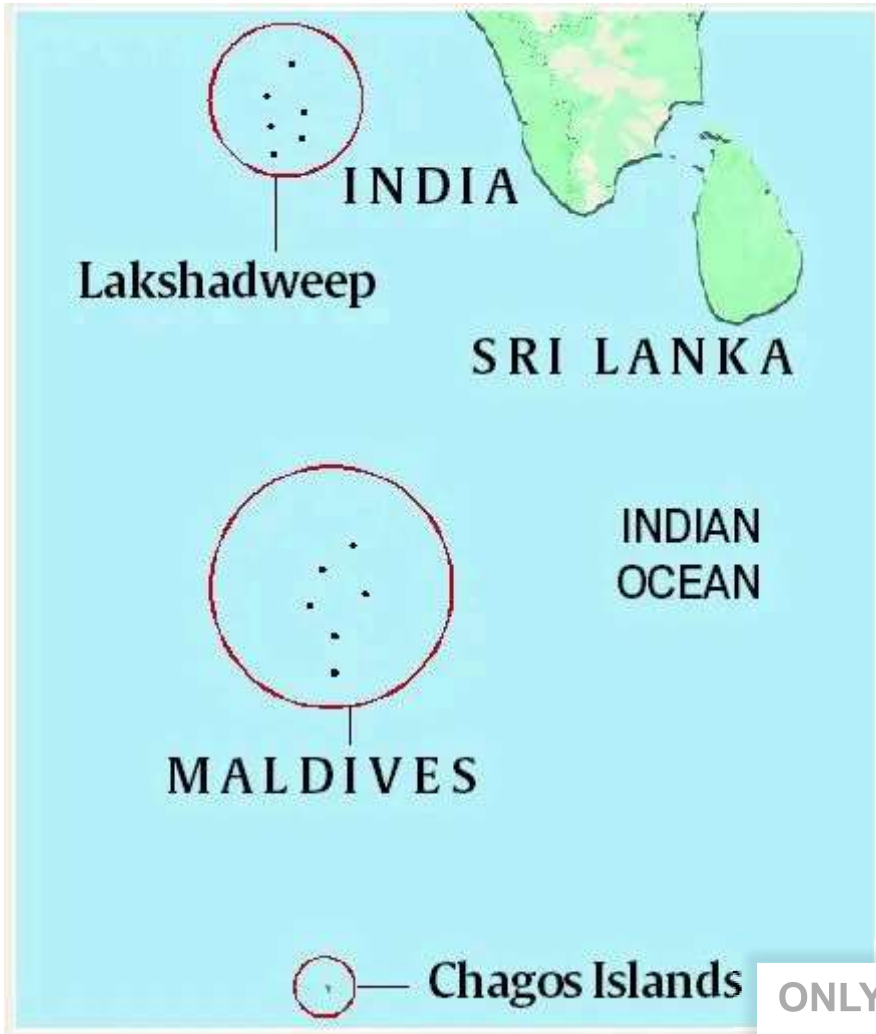 INDIA
Lakshadweep
SRI LANKA
INDIAN
OCEAN
MALDIVES
Chagos Islands
ONLY